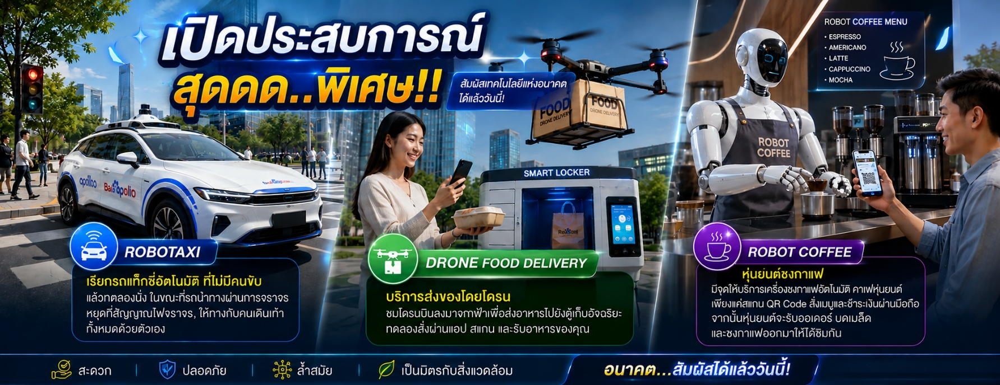 เปิดประสบการณ์
สุดดด..พิเศษ!!
สัมผัสเทคโนโลยีแห่งอนาคต
ได้แล้ววันนี้!
FOOD
DRONE DELIVERY
FOOD
DRONE DELIVERY
ROBOT COFFEE MENU
• ESPRESSO
• AMERICANO
• LATTE
• CAPPUCCINO
• MOCHA
ROBOT
COFFEE
SMART LOCKER
ROBOTAXI
เรียกรถแท็กซี่อัตโนมัติ ที่ไม่มีคนขับ
แล้วทตลองนั่ง ในขณะที่รถนำทางผ่านการจราจร
หยุดที่สัญญาณไฟจราจร, ให้ทางกับคนเดินเท้า
ทั้งหมดด้วยตัวเอง
DRONE FOOD DELIVERY
บริการส่งของโดยโดรน
ชมโดรนบินลงมาจกาฟ้าเพื่อส่งอาหารไปยังตู้เก็บอัจฉริยะ
ทดลองสั่งผ่านแอป สแกน และรับอาหารของคุณ
ROBOT COFFEE
หุ่นยนต์ชงกาแฟ
มีจุดให้บริการเครื่องชงกาแฟอัตโนมัติ คาเฟ่หุ่นยนต์
เพียงแค่สแกน QR Code สั่งเมนูและชำระเงินผ่านมือถือ
จากนั้นหุ่นยนต์จะรับออเดอร์ บดเมล็ด
และชงกาแฟออกมาให้ได้ชิมกัน
สะดวก
ปลอดภัย
ล้ำสมัย
เป็นมิตรกับสิ่งแวดล้อม
อนาคต...สัมผัสได้แล้ววันนี้!